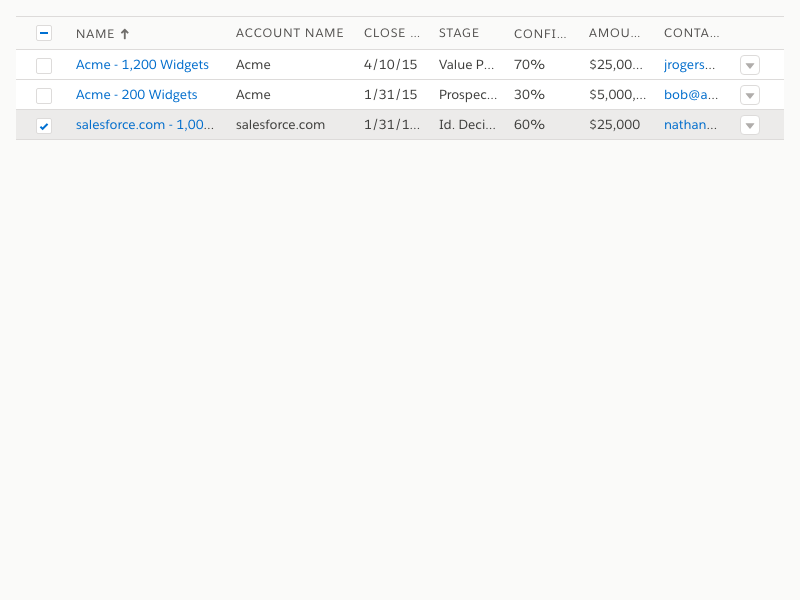 NAME ACCOUNT NAME CLOSE ... STAGE CONFI... AMOU... CONTA...
Acme - 1,200 Widgets Acme 4/10/15 Value P... 70% $25,00... jrogers...
Acme - 200 Widgets Acme 1/31/15 Prospec... 30% $5,000,... bob@a...
salesforce.com - 1,00... salesforce.com 1/31/1... Id. Deci... 60% $25,000 nathan...